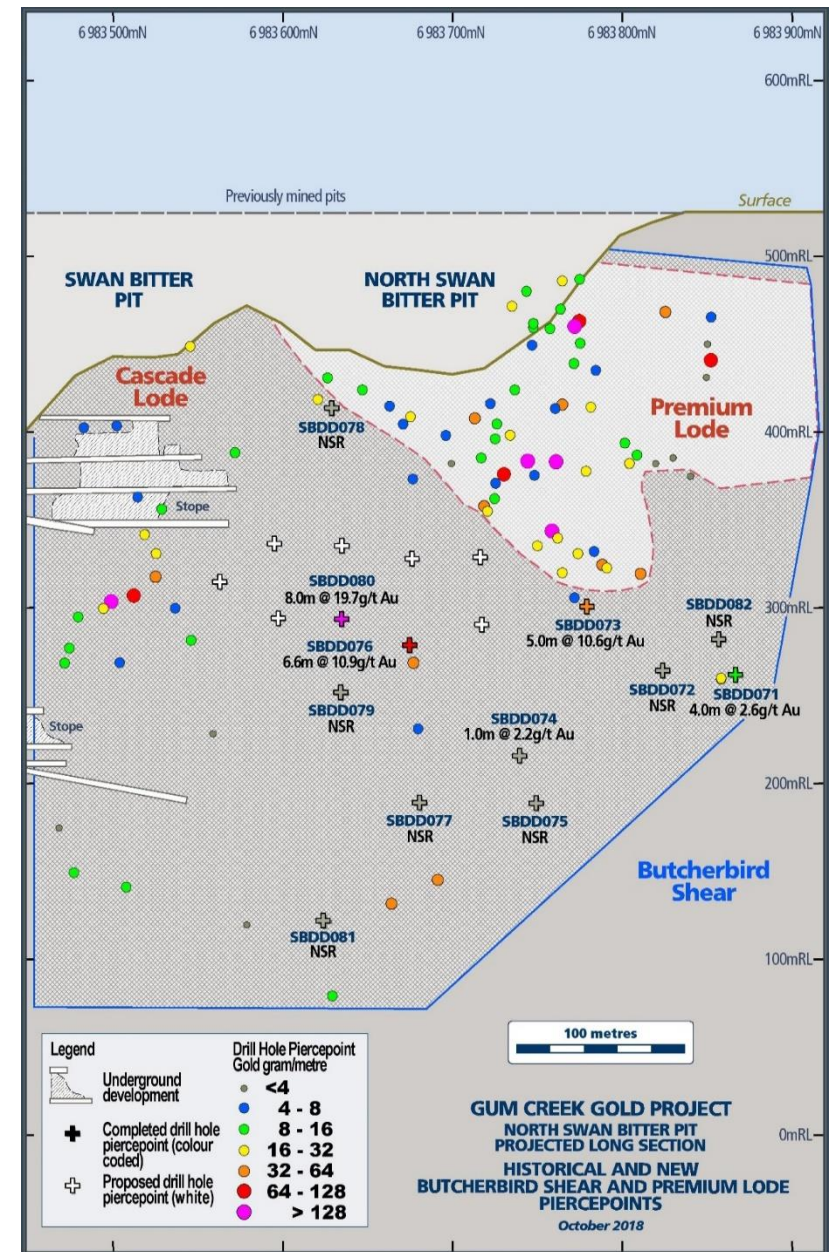 6 983 500mN
6 983 600mN
6 983 700mN
6 983 800mN
6 983 900mN
600mRL
Previously mined pits
Surface
500mRL
SWAN BITTER
PIT
NORTH SWAN
BITTER PIT
Cascade
Lode
Premium
Lode
SBDD078
NSR
400mRL
Stope
SBDD080
8.0m @ 19.7g/t Au
SBDD082
NSR
300mRL
SBDD073
5.0m @ 10.6g/t Au
SBDD076
6.6m @ 10.9g/t Au
SBDD079
NSR
SBDD072
NSR
SBDD071
4.0m @ 2.6g/t Au
SBDD074
1.0m @ 2.2g/t Au
Stope
200mRL
SBDD077
NSR
SBDD075
NSR
Butcherbird
Shear
SBDD081
NSR
100mRL
Legend
Underground
development
Completed drill hole
piercepoint (colour
coded)
Proposed drill hole
piercepoint (white)
Drill Hole Piercepoint
Gold gram/metre
<4
4 - 8
8 - 16
16 - 32
32 - 64
64 - 128
> 128
100 metres
0mRL
GUM CREEK GOLD PROJECT
NORTH SWAN BITTER PIT
PROJECTED LONG SECTION
HISTORICAL AND NEW
BUTCHERBIRD SHEAR AND PREMIUM LODE
PIERCEPOINTS
October 2018